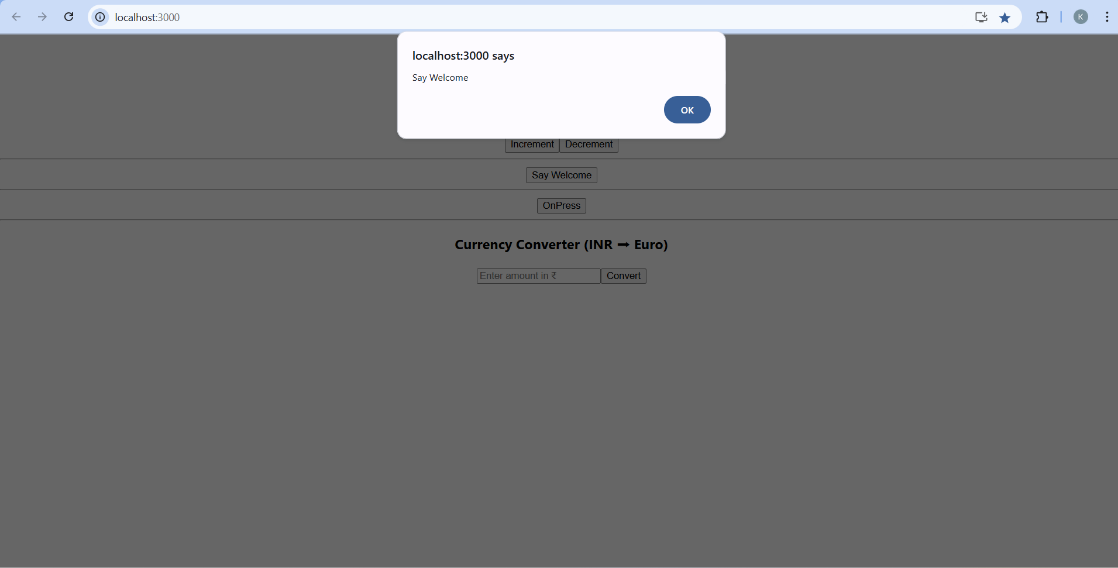 localhost:3000
K
localhost:3000 says
Say Welcome
OK
Increment Decrement
Say Welcome
OnPress
Currency Converter (INR ➡ Euro)
Enter amount in ₹ Convert